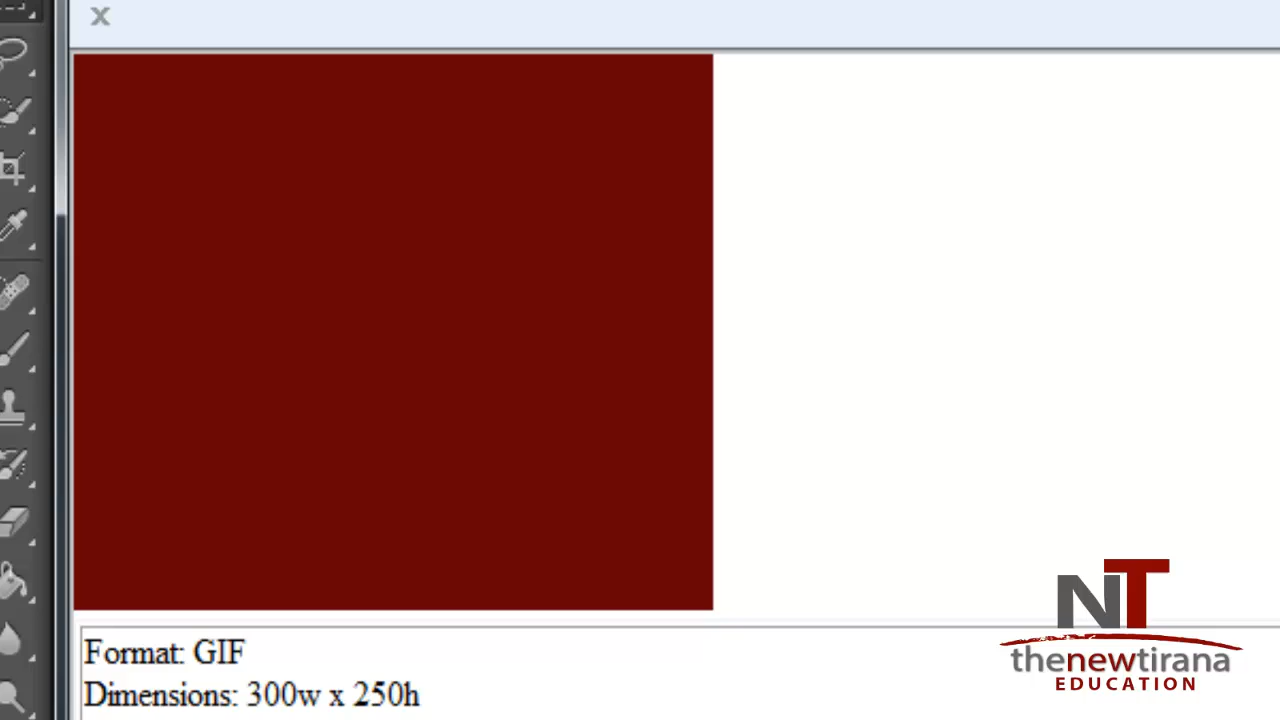 x
Format: GIF
Dimensions: 300w x 250h
NT
thenewtirana
EDUCATION